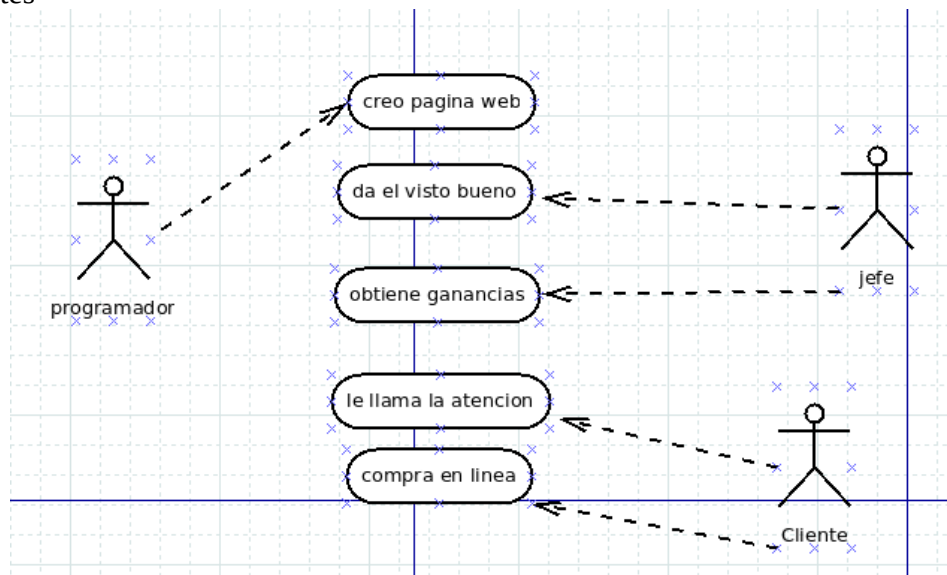 tes
creo pagina web
da el visto bueno
jefe
obtiene ganancias
programador
le llama la atencion
compra en linea
Cliente